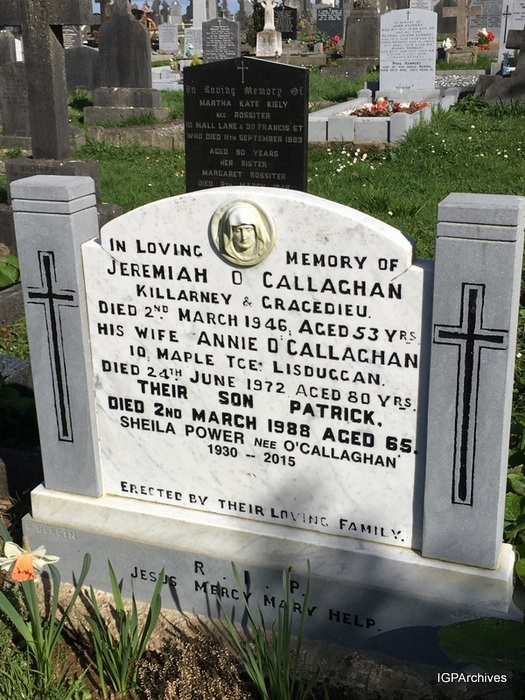 In Loving Memory Of
MARTHA KATE KIELY
NEE ROSSITER
10 MALL LANE & 30 FRANCIS ST
WHO DIED 11TH SEPTEMBER 1983
AGED 90 YEARS
HER SISTER
MARGARET ROSSITER
IN LOVING MEMORY OF
JEREMIAH O CALLAGHAN
KILLARNEY & GRACEDIEU.
DIED 2ND MARCH 1946, AGED 53 YRS.
HIS WIFE ANNIE O'CALLAGHAN
10, MAPLE TCE. LISDUGGAN.
DIED 24TH JUNE 1972 AGED 80 YRS.
THEIR SON PATRICK.
DIED 2ND MARCH 1988 AGED 65.
SHEILA POWER NEE O'CALLAGHAN
1930 -- 2015
ERECTED BY THEIR LOVING FAMILY.
R. I. P.
JESUS MERCY MARY HELP.
IGPArchives